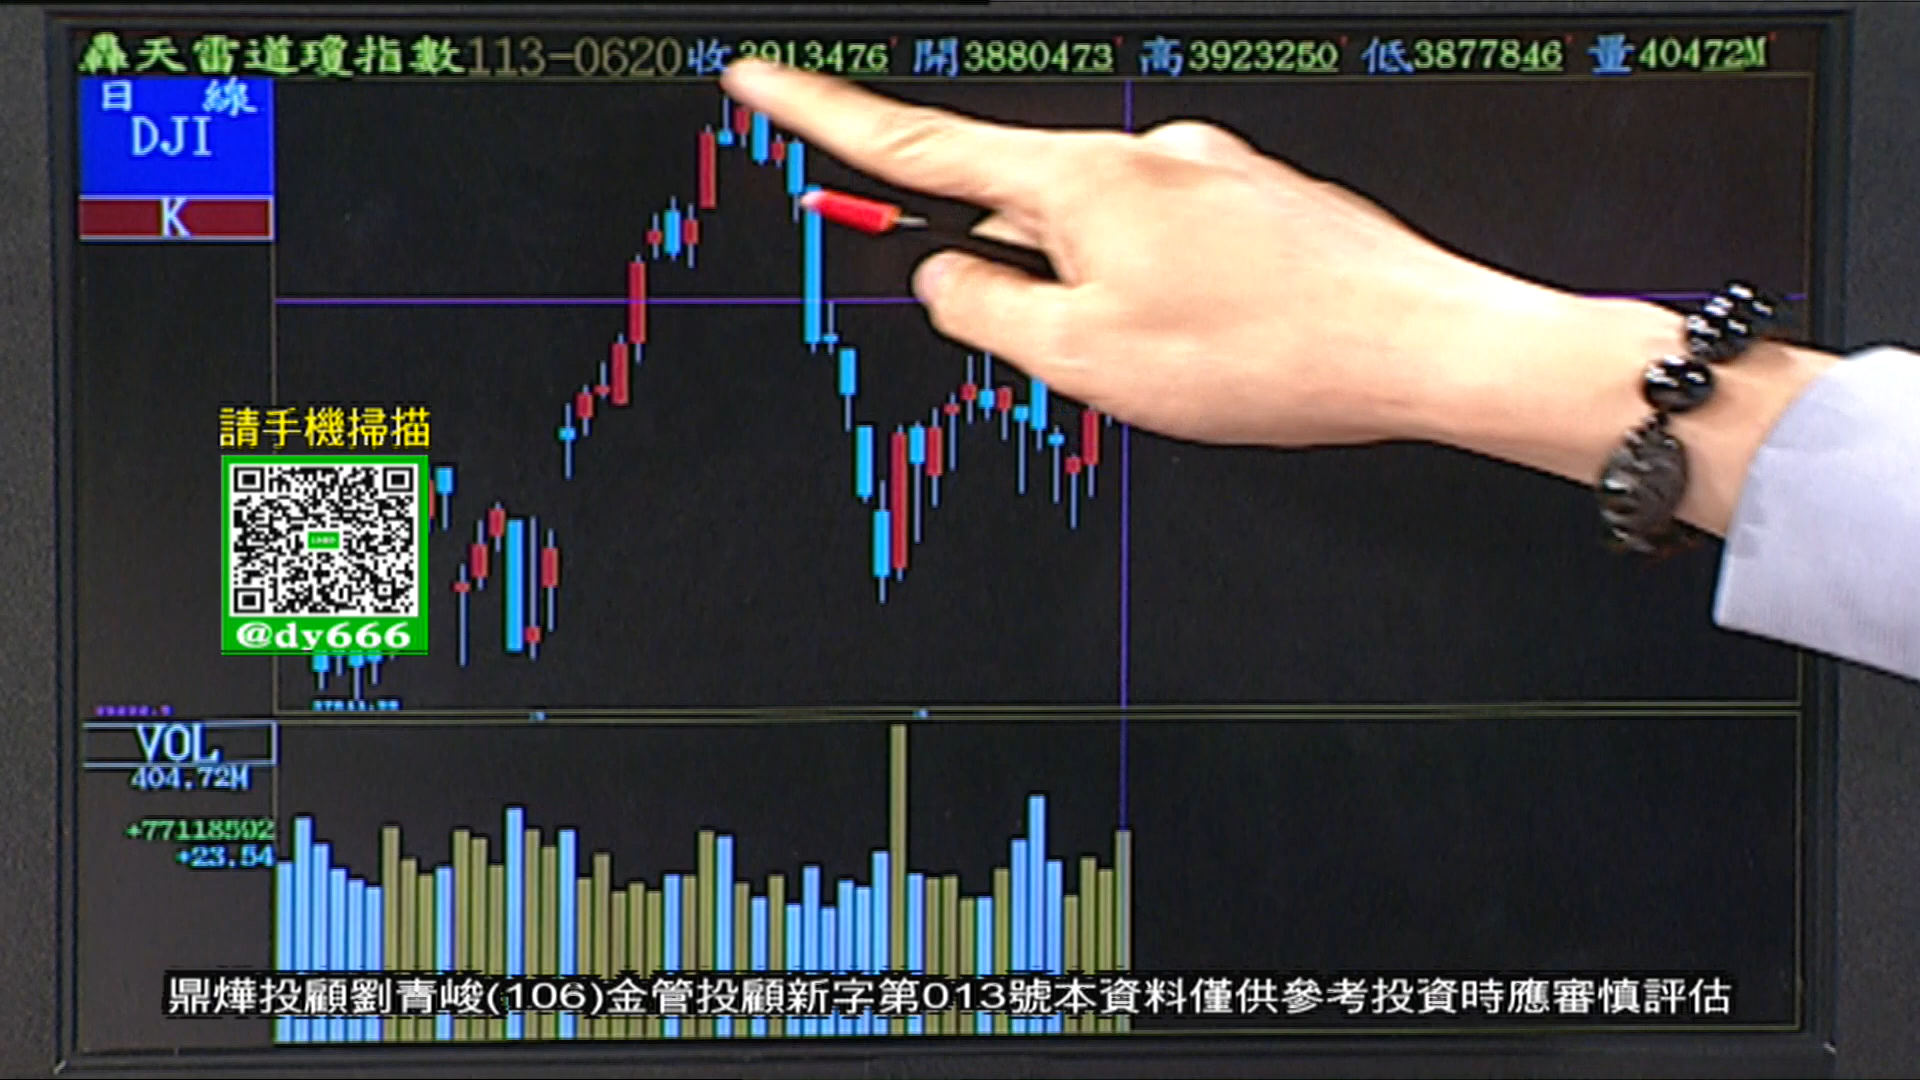 轟天雷道瓊指數113-0620收3913476 開3880473 高3923250 低3877846 量40472M
日 線
DJI
K
請手機掃描
@dy666
VOL
404.72M
+77118592
+23.54
鼎燁投顧劉青峻(106)金管投顧新字第013號本資料僅供參考投資時應審慎評估